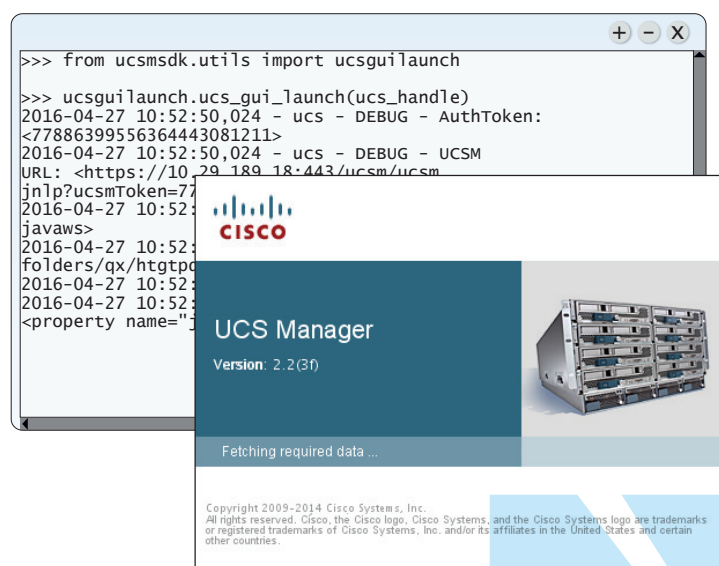 + - X
>>> from ucsmsdk.utils import ucsguilaunch
>>> ucsguilaunch.ucs_gui_launch(ucs_handle)
2016-04-27 10:52:50,024 - ucs - DEBUG - AuthToken:
<77886399556364443081211>
2016-04-27 10:52:50,024 - ucs - DEBUG - UCSM
URL: <https://10.29.189.18:443/ucsm/ucsm.
jnlp?ucsmToken=77
2016-04-27 10:52:
javaws>
2016-04-27 10:52:
folders/qx/htgtpc
2016-04-27 10:52:
2016-04-27 10:52:
<property name="j
CISCO
UCS Manager
Version: 2.2(3f)
Fetching required data ...
Copyright 2009-2014 Cisco Systems, Inc.
All rights reserved. Cisco, the Cisco logo, Cisco Systems, and the Cisco Systems logo are trademarks
or registered trademarks of Cisco Systems, Inc. and/or its affiliates in the United States and certain
other countries.